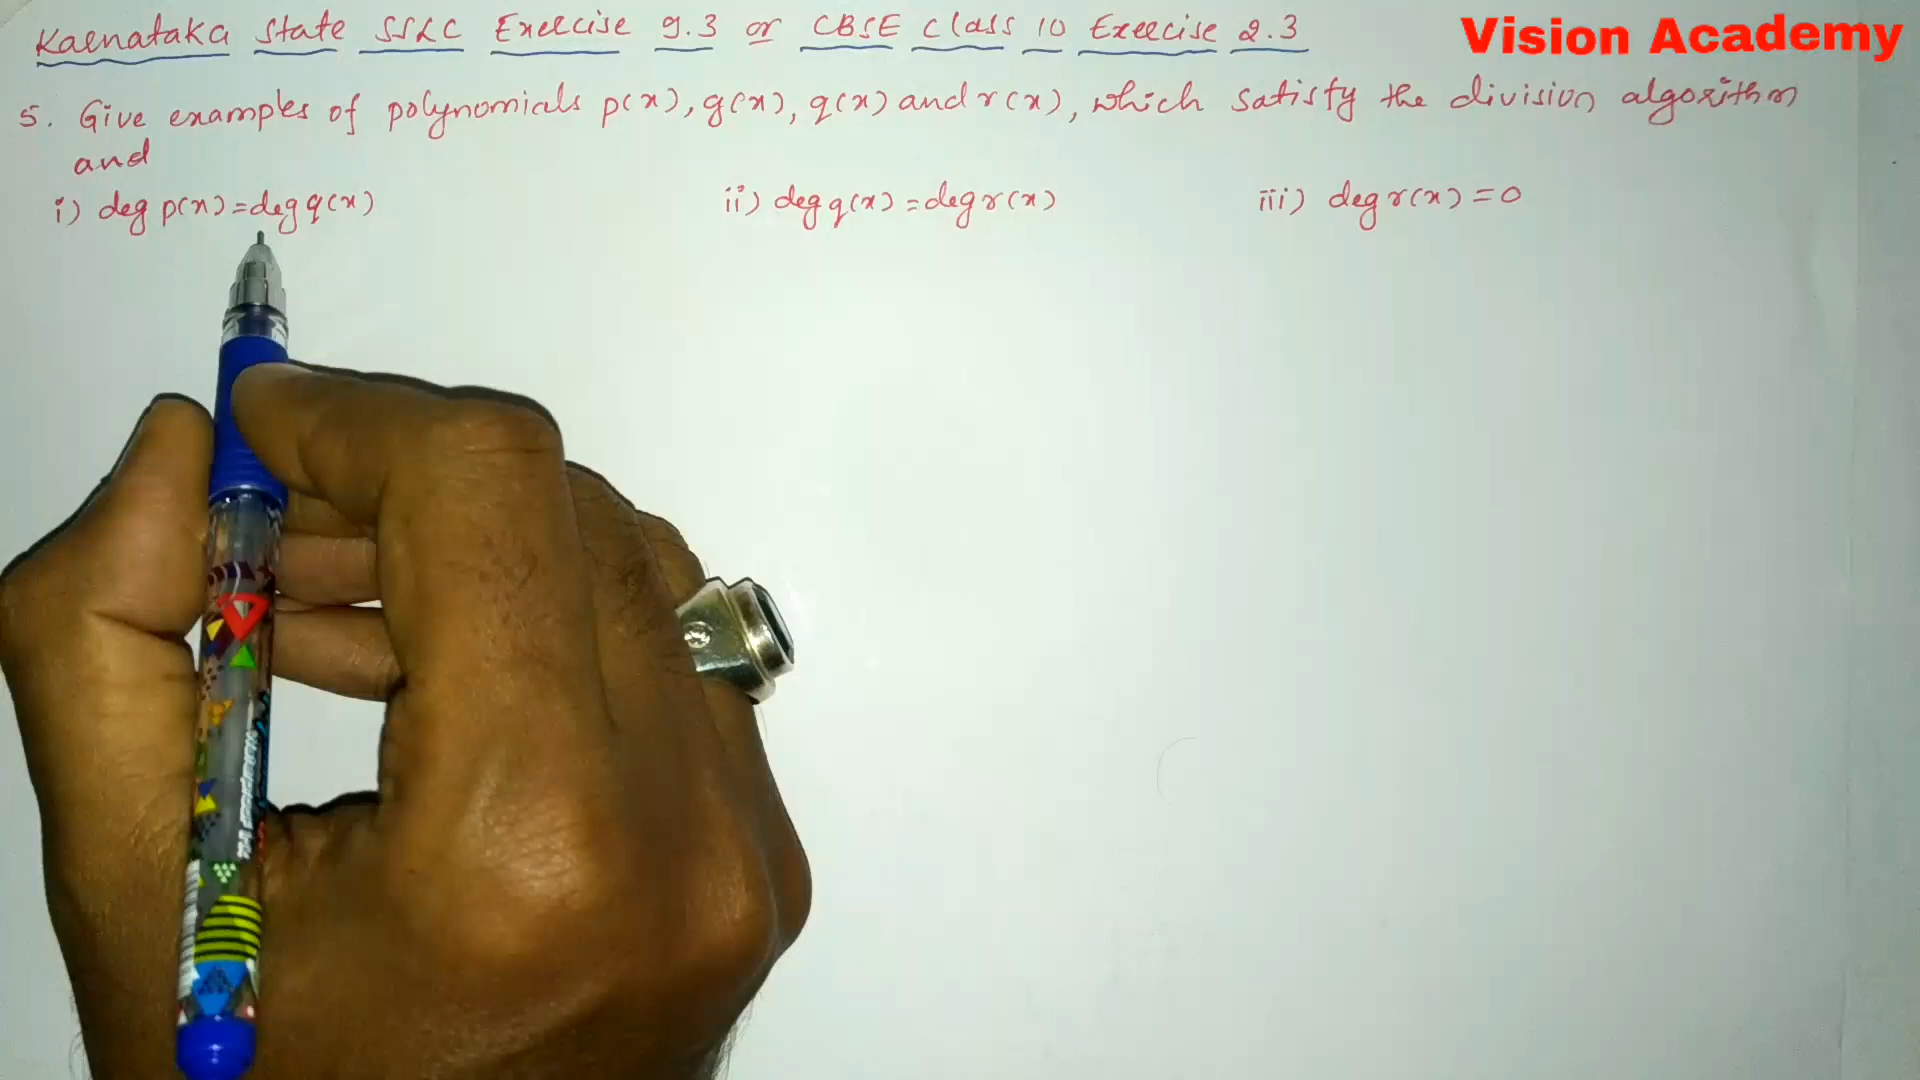 Karnataka State SSLC Exercise 9.3 or CBSE Class 10 Exercise 2.3
Vision Academy
5. Give examples of polynomials p(x), g(x), q(x) and r(x), which satisfy the division algorithm
and
i) deg p(x) = deg q(x)
ii) deg q(x) = deg r(x)
iii) deg r(x) = 0